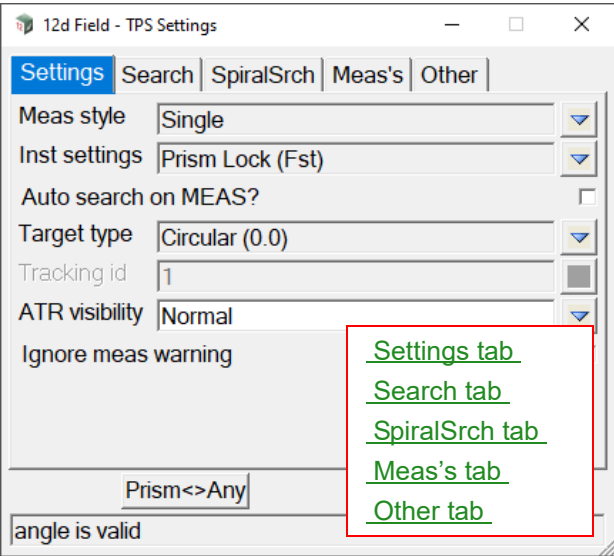 12d Field - TPS Settings
Settings Search SpiralSrch Meas's Other
Meas style Single
Inst settings Prism Lock (Fst)
Auto search on MEAS?
Target type Circular (0.0)
Tracking id 1
ATR visibility Normal
Ignore meas warning
Settings tab
Search tab
SpiralSrch tab
Meas’s tab
Other tab
Prism<>Any
angle is valid